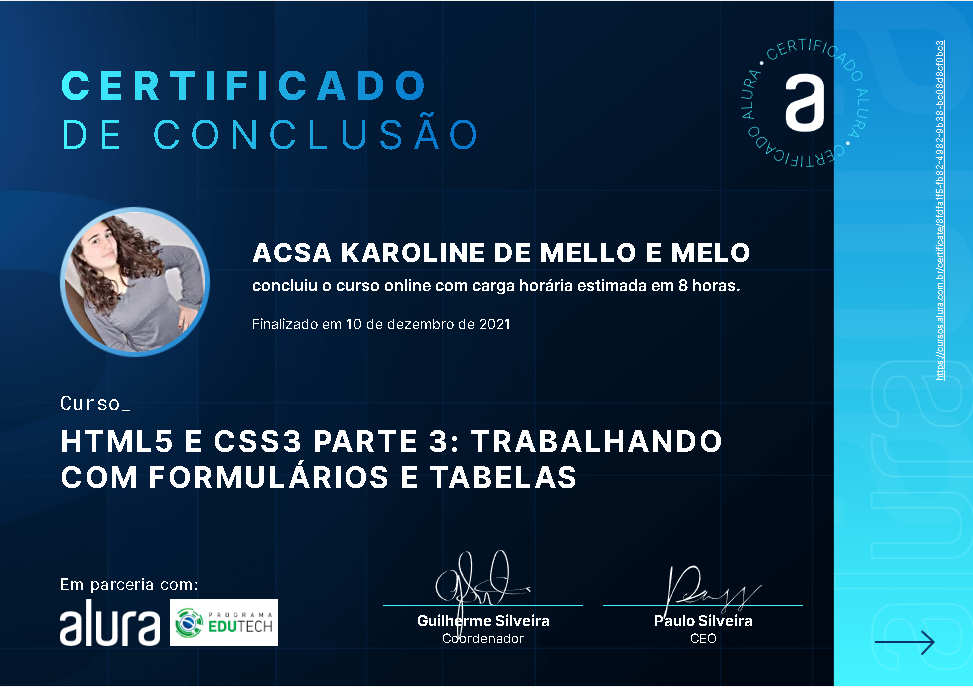 CERTIFICADO
DE CONCLUSÃO
CERTIFICADO ALURA • CERTIFICADO ALURA •
a
ACSA KAROLINE DE MELLO E MELO
concluiu o curso online com carga horária estimada em 8 horas.
Finalizado em 10 de dezembro de 2021
Curso_
HTML5 E CSS3 PARTE 3: TRABALHANDO
COM FORMULÁRIOS E TABELAS
Em parceria com:
alura
PROGRAMA
EDUTECH
Guilherme Silveira
Coordenador
Paulo Silveira
CEO
alura